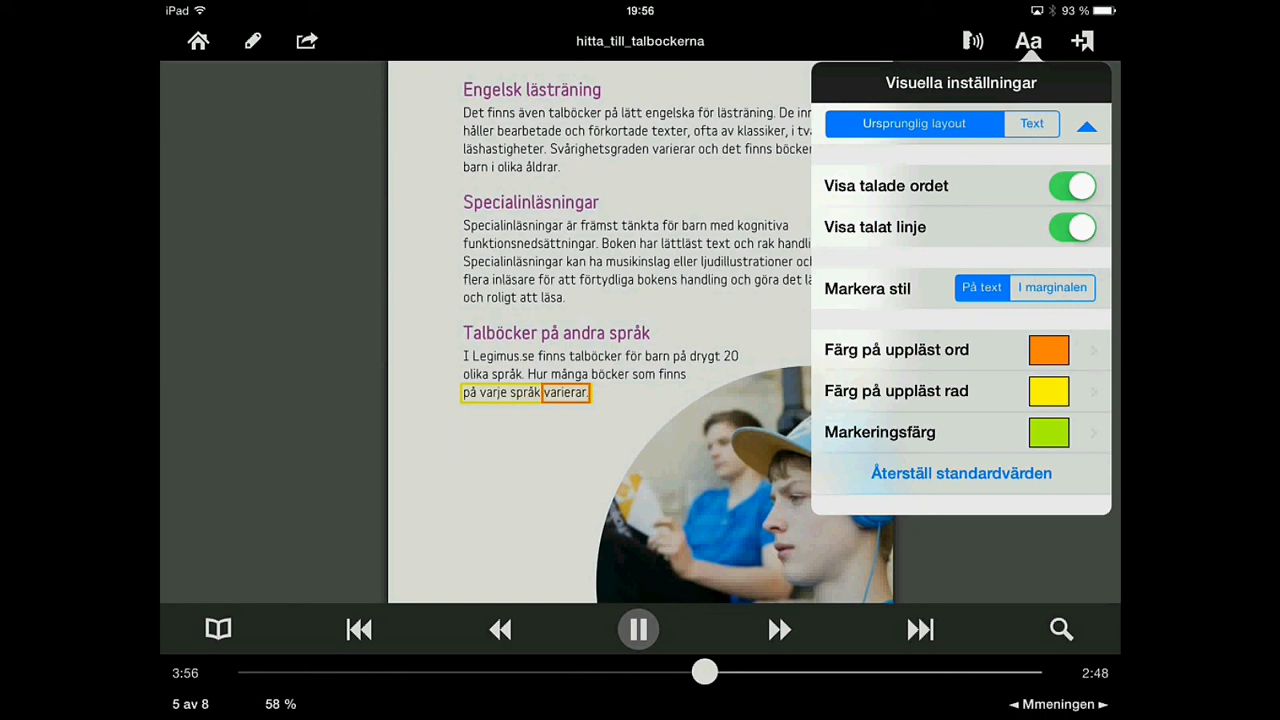 iPad
19:56
93 %
hitta_till_talbockerna
Aa
Engelsk lästräning
Det finns även talböcker på lätt engelska för lästräning. De inn
håller bearbetade och förkortade texter, ofta av klassiker, i två
läshastigheter. Svårighetsgraden varierar och det finns böcker
barn i olika åldrar.
Specialinläsningar
Specialinläsningar är främst tänkta för barn med kognitiva
funktionsnedsättningar. Boken har lättläst text och rak handli
Specialinläsningar kan ha musikinslag eller ljudillustrationer och
flera inläsare för att förtydliga bokens handling och göra det lä
och roligt att läsa.
Talböcker på andra språk
I Legimus.se finns talböcker för barn på drygt 20
olika språk. Hur många böcker som finns
på varje språk varierar.
Visuella inställningar
Ursprunglig layout
Text
Visa talade ordet
Visa talat linje
Markera stil
På text
I marginalen
Färg på uppläst ord
Färg på uppläst rad
Markeringsfärg
Återställ standardvärden
3:56
2:48
5 av 8
58 %
◄ Mmeningen ►